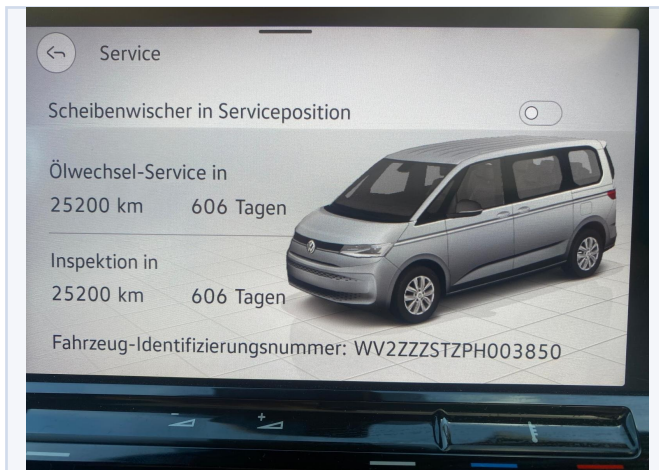 Service
Scheibenwischer in Serviceposition
Ölwechsel-Service in
25200 km 606 Tagen
Inspektion in
25200 km 606 Tagen
Fahrzeug-Identifizierungsnummer: WV2ZZZSTZPH003850
- +